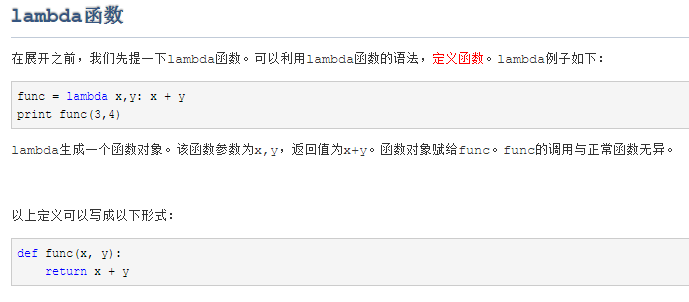 lambda函数
在展开之前，我们先提一下lambda函数。可以利用lambda函数的语法，定义函数。lambda例子如下：
func = lambda x,y: x + y
print func(3,4)
lambda生成一个函数对象。该函数参数为x,y，返回值为x+y。函数对象赋给func。func的调用与正常函数无异。
以上定义可以写成以下形式：
def func(x, y):
    return x + y